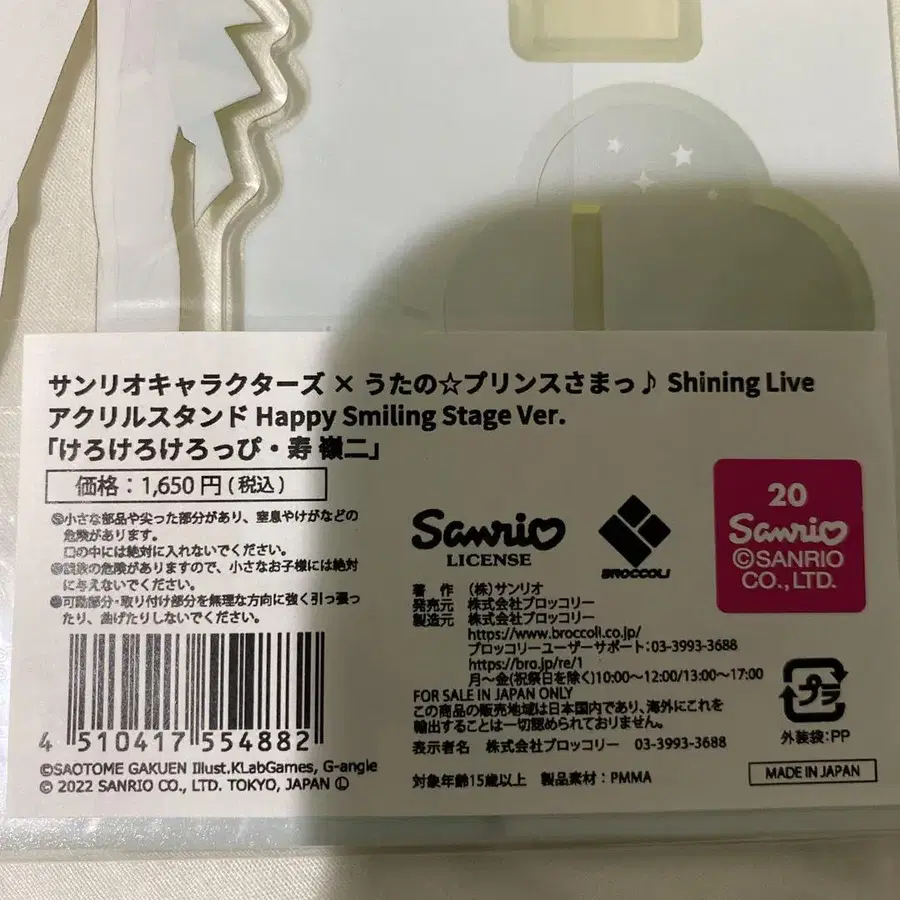 サンリオキャラクターズ × うたの☆プリンスさまっ♪ Shining Live
アクリルスタンド Happy Smiling Stage Ver.
「けろけろけろっぴ・寿 嶺二」
価格：1,650 円 (税込)
小さな部品や尖った部分があり、窒息やけがなどの
危険があります。
口の中には絶対に入れないでください。
誤飲の危険がありますので、小さなお子様には絶対
に与えないでください。
可動部分・取り付け部分を無理な方向に強く引っ張っ
たり、曲げたりしないでください。
4 510417 554882
©SAOTOME GAKUEN Illust.KLabGames, G-angle
© 2022 SANRIO CO., LTD. TOKYO, JAPAN Ⓛ
Sanrio
LICENSE
BROCCOLI
20
Sanrio
©SANRIO
CO., LTD.
著 作 (株)サンリオ
発売元 株式会社ブロッコリー
製造元 株式会社ブロッコリー
https://www.broccoli.co.jp/
ブロッコリーユーザーサポート：03-3993-3688
https://bro.jp/re/1
月～金(祝祭日を除く)10:00～12:00/13:00～17:00
FOR SALE IN JAPAN ONLY
この商品の販売地域は日本国内であり、海外にこれを
輸出することは一切認められておりません。
表示者名 株式会社ブロッコリー 03-3993-3688
対象年齢15歳以上 製品素材：PMMA
プラ
外装袋：PP
MADE IN JAPAN